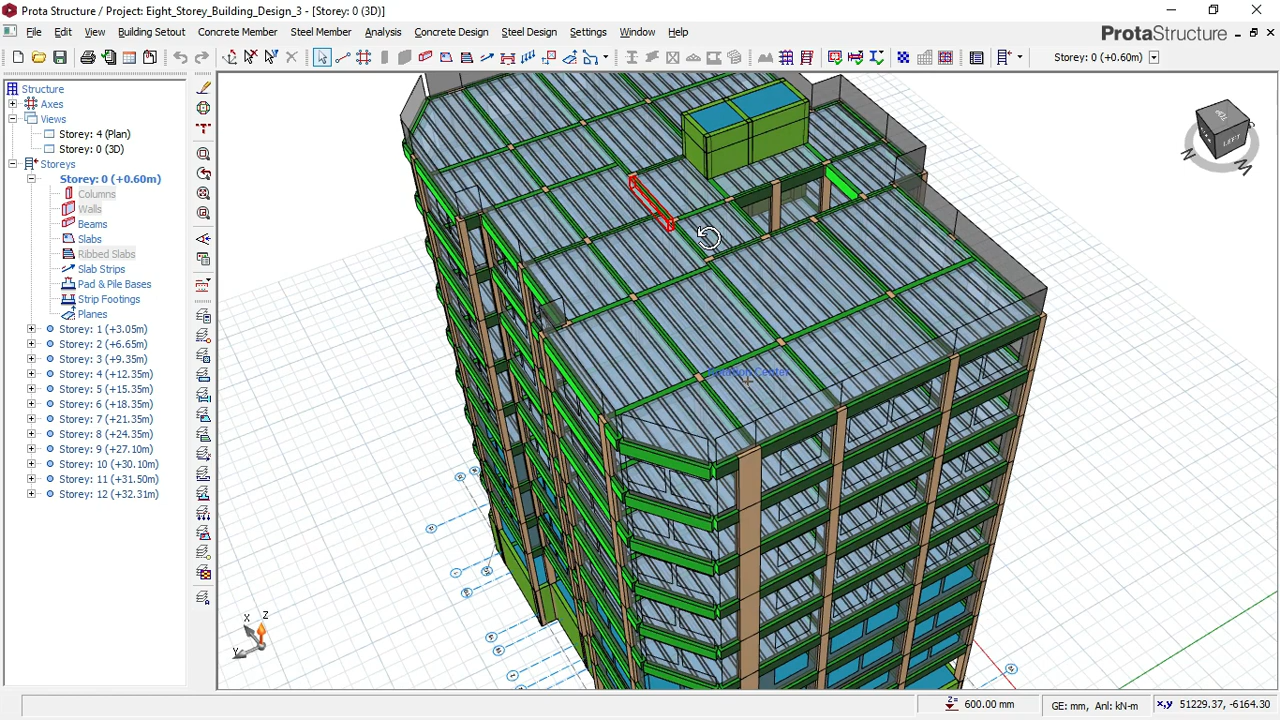 Prota Structure / Project: Eight_Storey_Building_Design_3 - [Storey: 0 (3D)]
File Edit View Building Setout Concrete Member Steel Member Analysis Concrete Design Steel Design Settings Window Help
ProtaStructure
Storey: 0 (+0.60m)
Structure
Axes
Views
Storey: 4 (Plan)
Storey: 0 (3D)
Storeys
Storey: 0 (+0.60m)
Columns
Walls
Beams
Slabs
Ribbed Slabs
Slab Strips
Pad & Pile Bases
Strip Footings
Planes
Storey: 1 (+3.05m)
Storey: 2 (+6.65m)
Storey: 3 (+9.35m)
Storey: 4 (+12.35m)
Storey: 5 (+15.35m)
Storey: 6 (+18.35m)
Storey: 7 (+21.35m)
Storey: 8 (+24.35m)
Storey: 9 (+27.10m)
Storey: 10 (+30.10m)
Storey: 11 (+31.50m)
Storey: 12 (+32.31m)
TOP
LEFT
X
Z
Y
Z= 600.00 mm
GE: mm, Anl: kN-m
x,y 51229.37, -6164.30